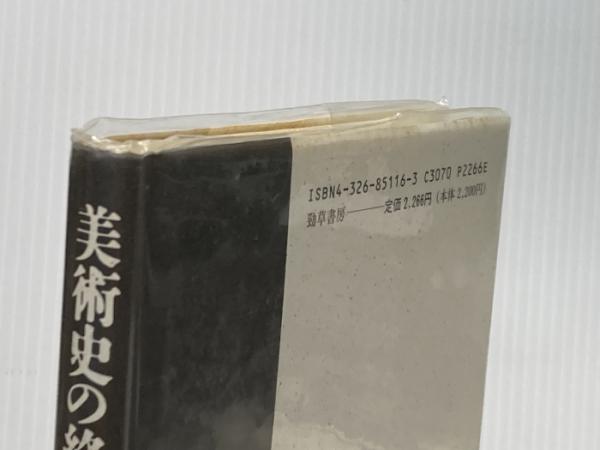 美術史の終
ISBN4-326-85116-3 C3070 P2266E
勁草書房────定価2,266円（本体2,200円）